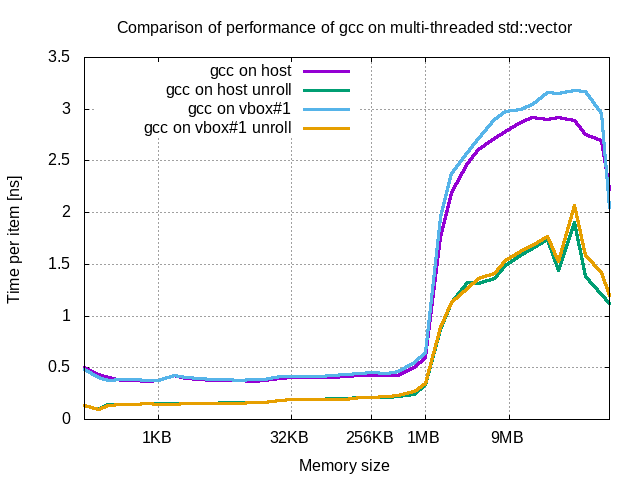 Comparison of performance of gcc on multi-threaded std::vector
3.5
3
2.5
2
1.5
1
0.5
0
Time per item [ns]
gcc on host
gcc on host unroll
gcc on vbox#1
gcc on vbox#1 unroll
1KB 32KB 256KB 1MB 9MB
Memory size